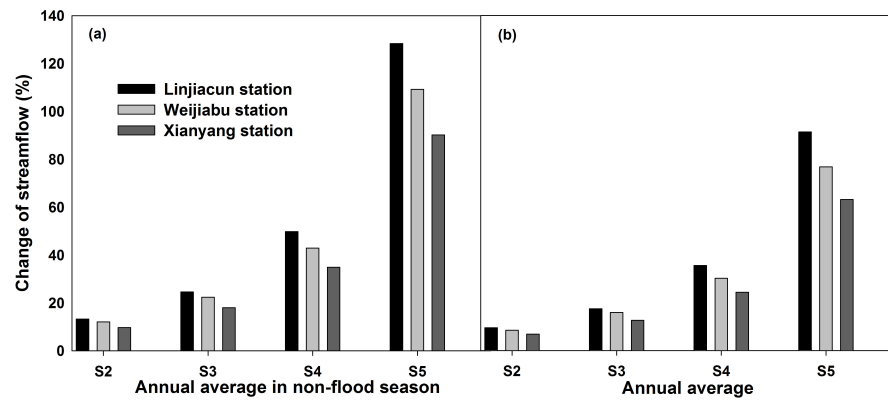 Change of streamflow (%)
140
120
100
80
60
40
20
0
(a)
Linjiacun station
Weijiabu station
Xianyang station
S2 S3 S4 S5
Annual average in non-flood season
(b)
S2 S3 S4 S5
Annual average